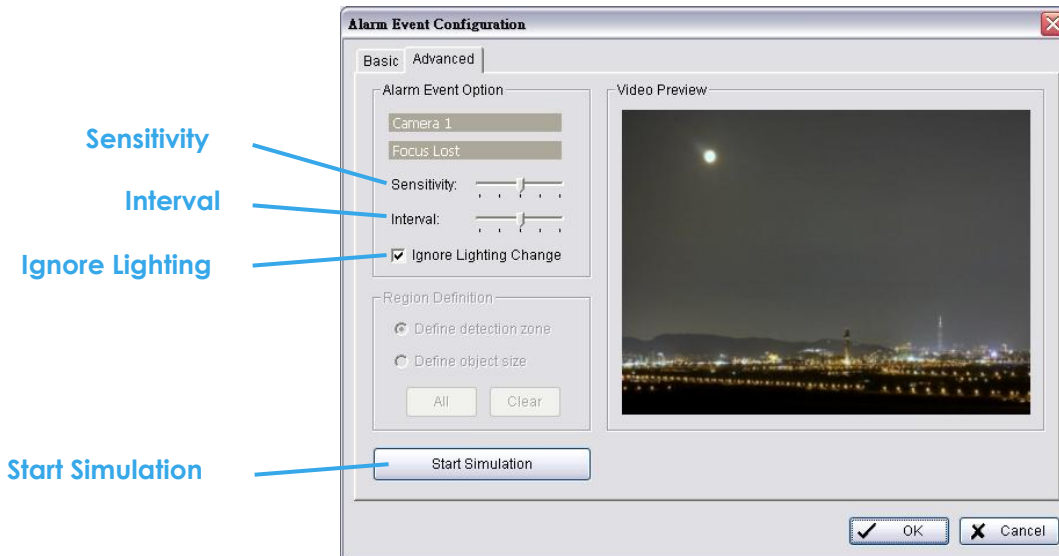 Alarm Event Configuration
Basic
Advanced
Alarm Event Option
Video Preview
Camera 1
Focus Lost
Sensitivity
Sensitivity:
Interval
Interval:
Ignore Lighting
Ignore Lighting Change
Region Definition
Define detection zone
Define object size
All
Clear
Start Simulation
Start Simulation
OK
Cancel